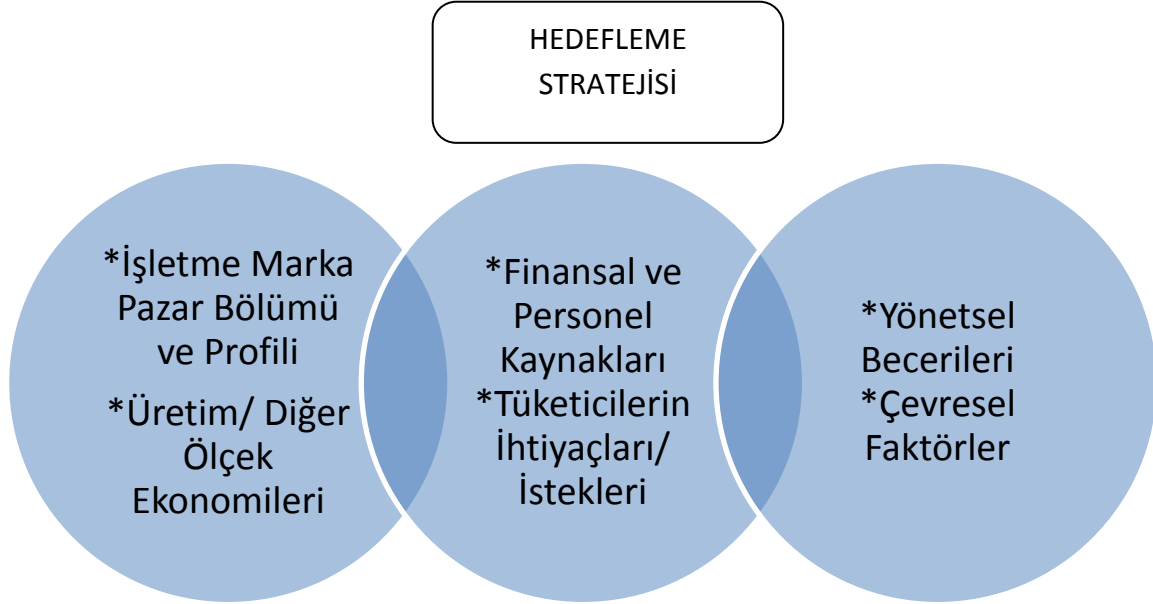 HEDEFLEME
STRATEJİSİ
*İşletme Marka
Pazar Bölümü
ve Profili
*Üretim/ Diğer
Ölçek
Ekonomileri
*Finansal ve
Personel
Kaynakları
*Tüketicilerin
İhtiyaçları/
İstekleri
*Yönetsel
Becerileri
*Çevresel
Faktörler